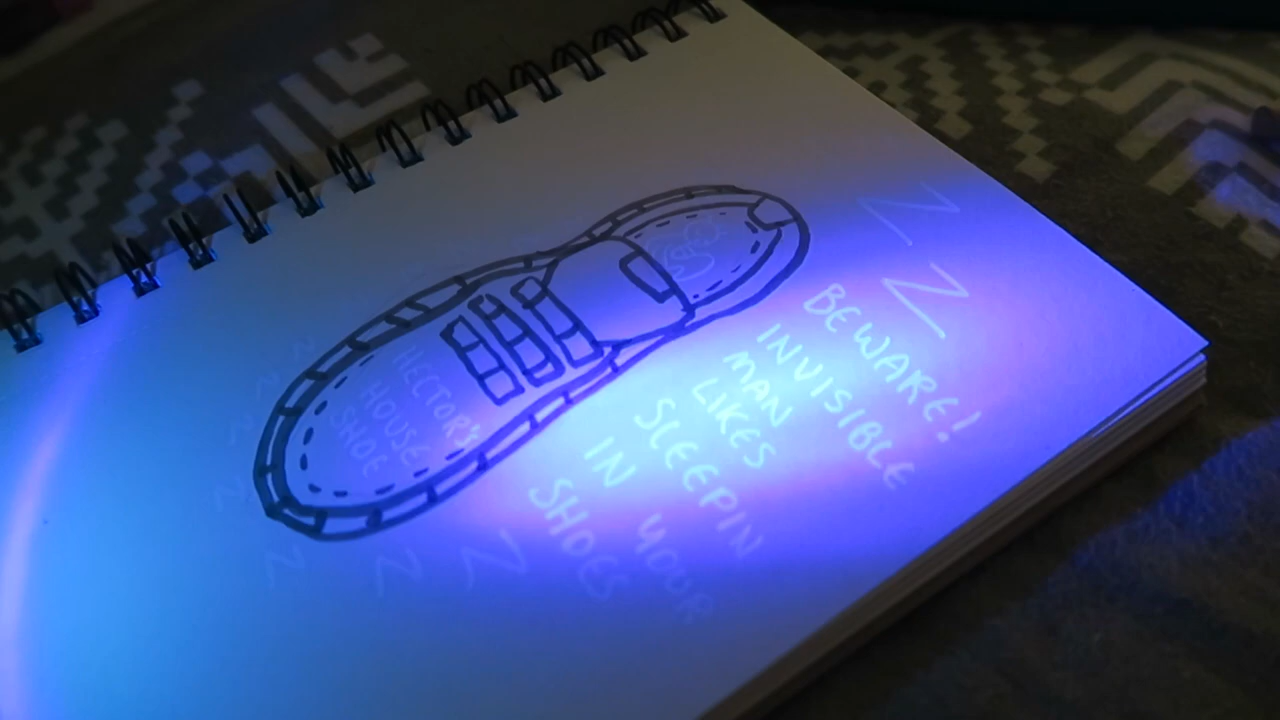 BEWARE!
INVISIBLE
MAN
LIKES
SLEEPIN
IN YOUR
SHOES
HECTOR'S
HOUSE
SHOE
Z
Z
Z
Z
Z
Z
Z
Z
Z